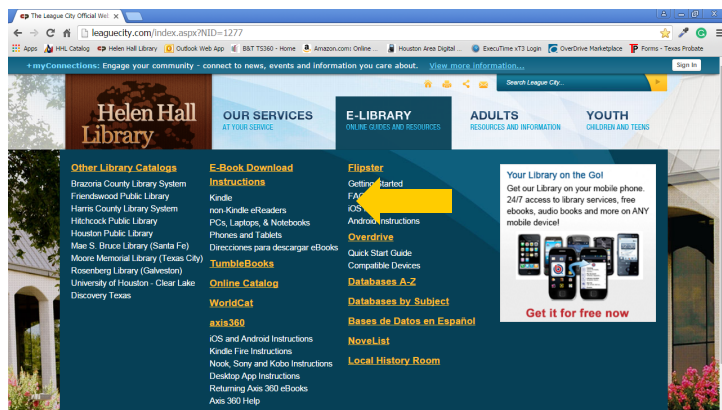 The League City Official Wel
leaguecity.com/index.aspx?NID=1277
Apps HHL Catalog Helen Hall Library Outlook Web App B&T TS360 - Home Amazon.com: Online ... Houston Area Digital ... ExecuTime xT3 Login OverDrive Marketplace Forms - Texas Probate
+myConnections: Engage your community - connect to news, events and information you care about. View more information... Sign In
Search League City...
Helen Hall
Library
OUR SERVICES
AT YOUR SERVICE
E-LIBRARY
ONLINE GUIDES AND RESOURCES
ADULTS
RESOURCES AND INFORMATION
YOUTH
CHILDREN AND TEENS
Other Library Catalogs
Brazoria County Library System
Friendswood Public Library
Harris County Library System
Hitchcock Public Library
Houston Public Library
Mae S. Bruce Library (Santa Fe)
Moore Memorial Library (Texas City)
Rosenberg Library (Galveston)
University of Houston - Clear Lake
Discovery Texas
E-Book Download
Instructions
Kindle
non-Kindle eReaders
PCs, Laptops, & Notebooks
Phones and Tablets
Direcciones para descargar eBooks
TumbleBooks
Online Catalog
WorldCat
axis360
iOS and Android Instructions
Kindle Fire Instructions
Nook, Sony and Kobo Instructions
Desktop App Instructions
Returning Axis 360 eBooks
Axis 360 Help
Flipster
Getting Started
iOS
Android Instructions
Overdrive
Quick Start Guide
Compatible Devices
Databases A-Z
Databases by Subject
Bases de Datos en Español
NoveList
Local History Room
Your Library on the Go!
Get our Library on your mobile phone.
24/7 access to library services, free
ebooks, audio books and more on ANY
mobile device!
Get it for free now